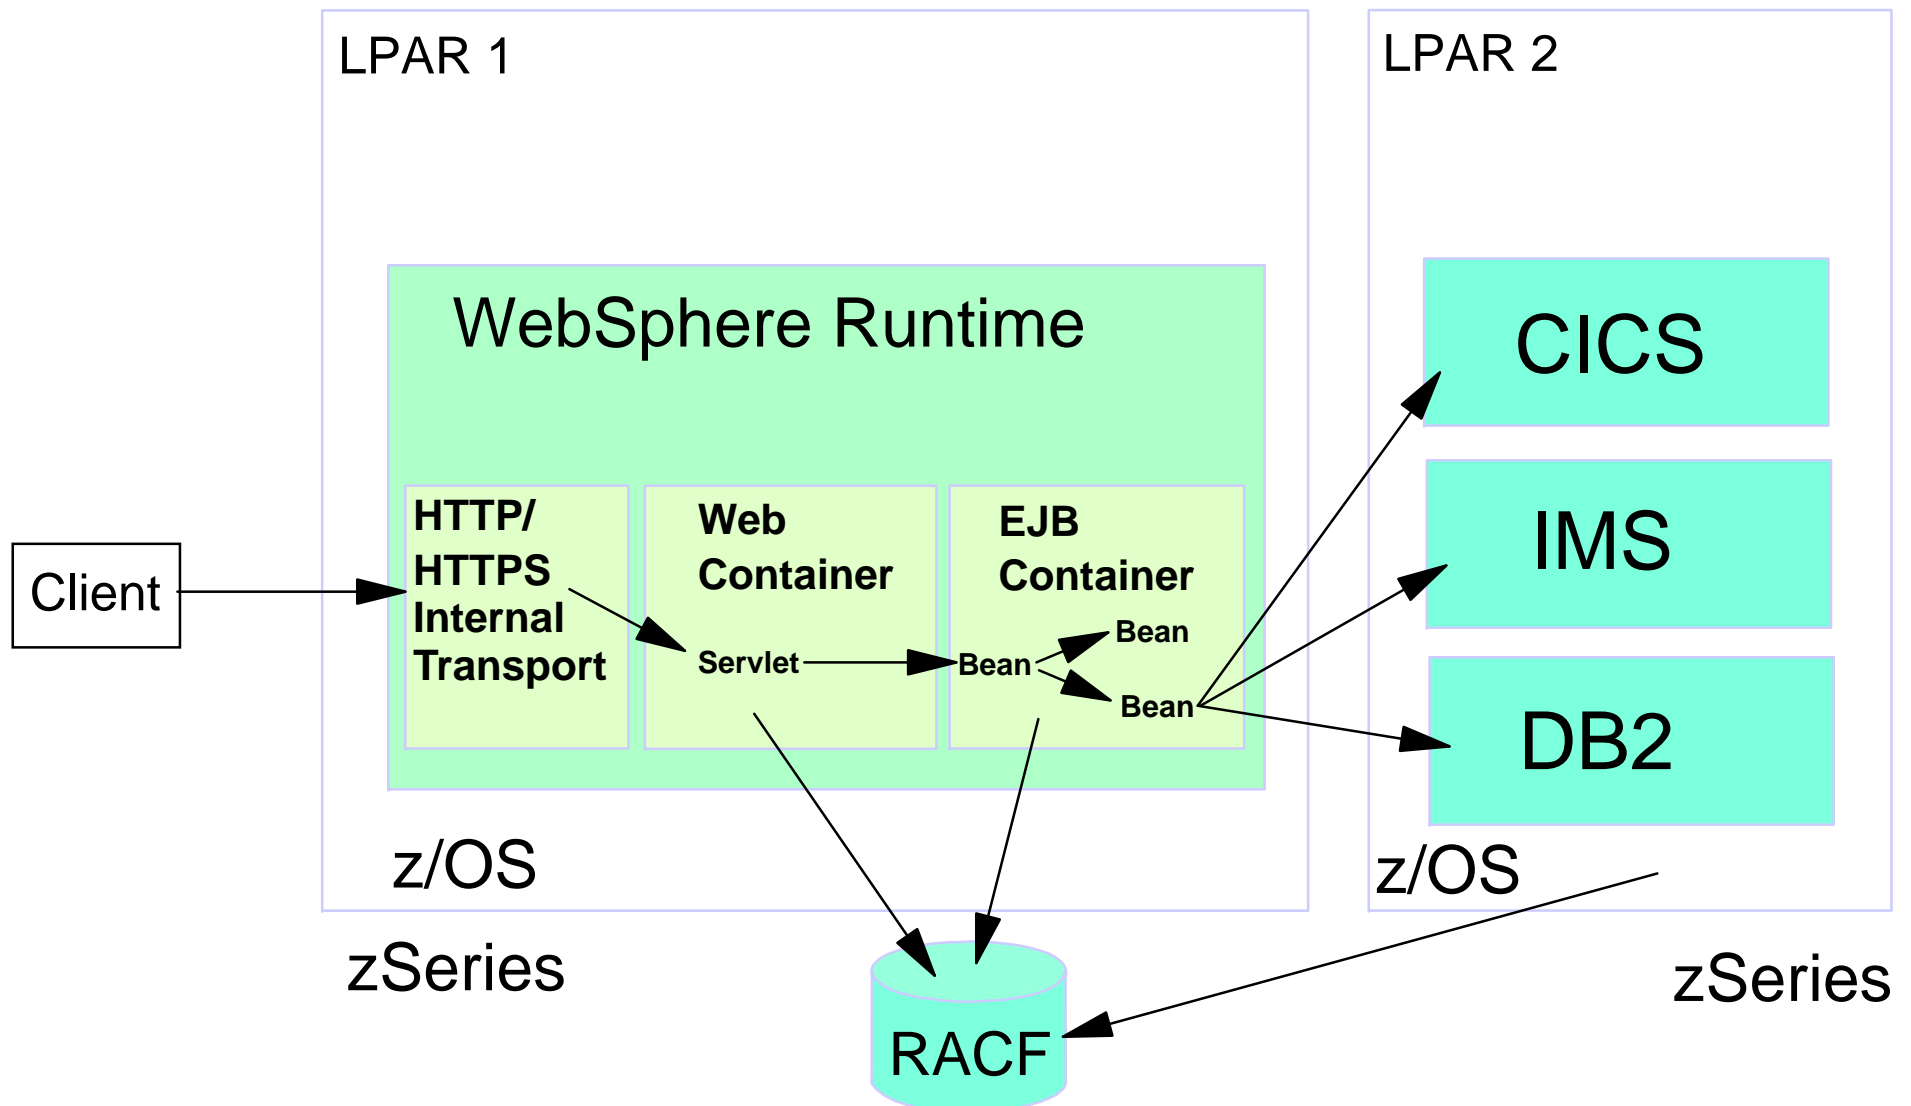 LPAR 1
LPAR 2
WebSphere Runtime
CICS
HTTP/
HTTPS
Internal
Transport
Web
Container
EJB
Container
IMS
Client
Servlet
Bean
Bean
Bean
DB2
z/OS
z/OS
zSeries
zSeries
RACF